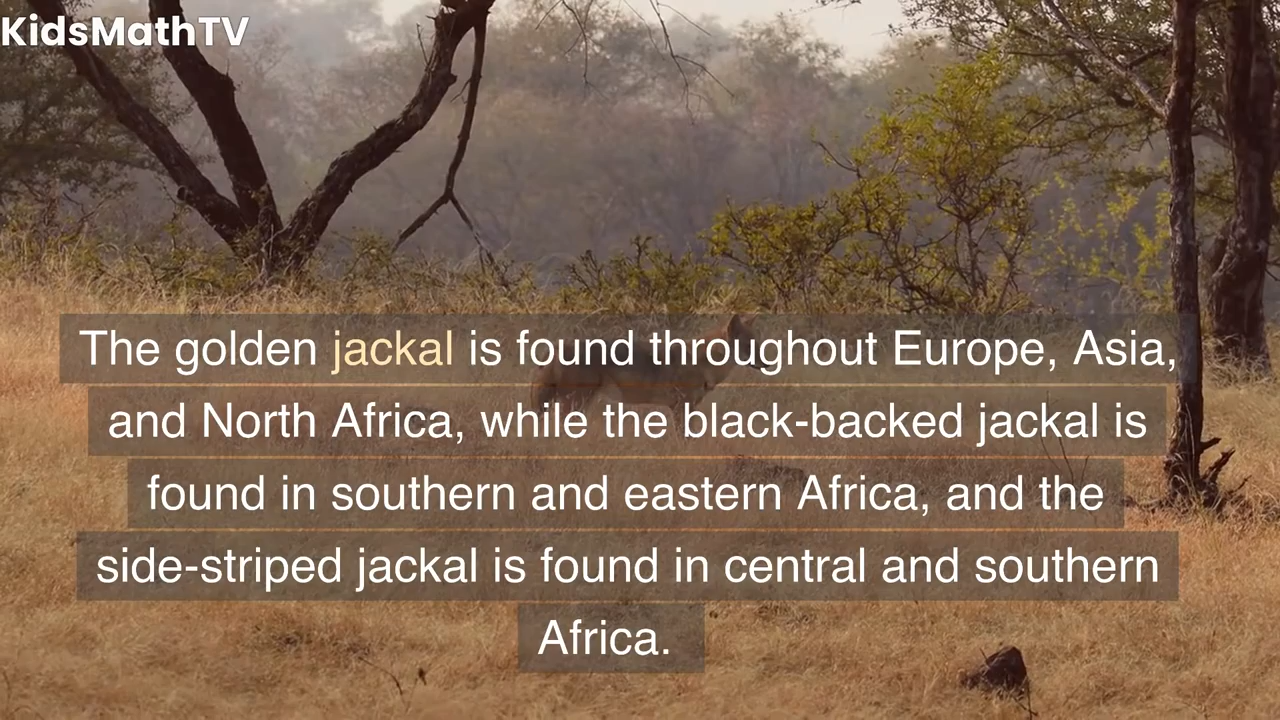 KidsMathTV
The golden jackal is found throughout Europe, Asia,
and North Africa, while the black-backed jackal is
found in southern and eastern Africa, and the
side-striped jackal is found in central and southern
Africa.